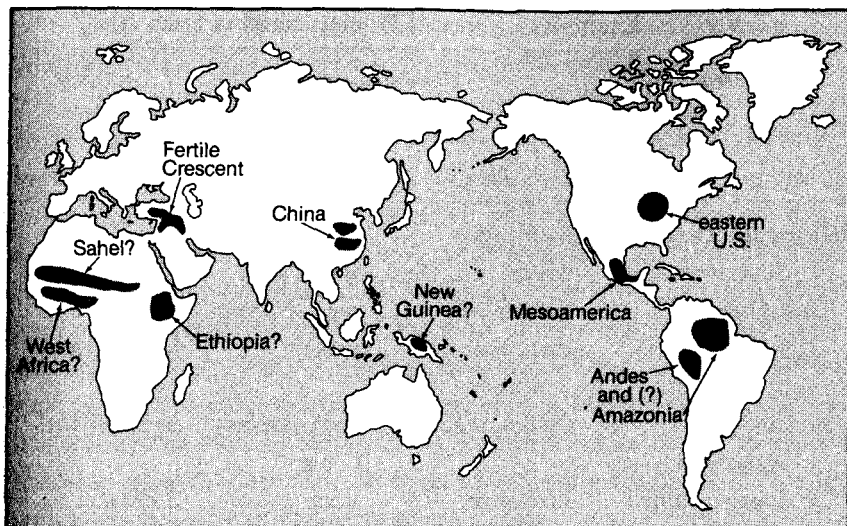 Fertile
Crescent
China
Sahel?
eastern
U.S.
New
Guinea?
Mesoamerica
West
Africa?
Ethiopia?
Andes
and (?)
Amazonia